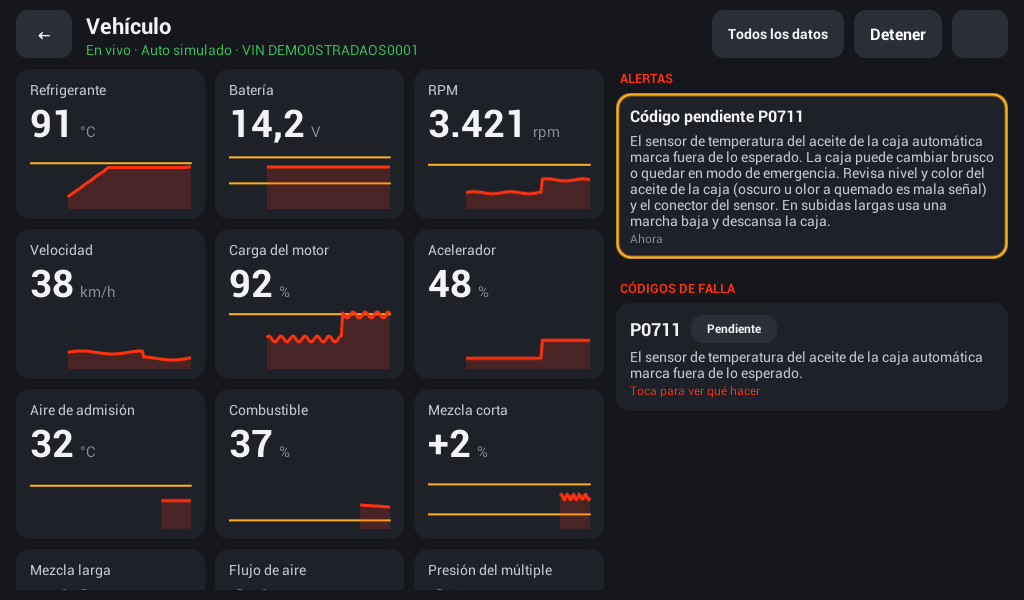 ←
Vehículo
En vivo · Auto simulado · VIN DEMO0STRADAOS0001
Todos los datos
Detener
Refrigerante
91 °C
Batería
14,2 V
RPM
3.421 rpm
Velocidad
38 km/h
Carga del motor
92 %
Acelerador
48 %
Aire de admisión
32 °C
Combustible
37 %
Mezcla corta
+2 %
Mezcla larga
Flujo de aire
Presión del múltiple
ALERTAS
Código pendiente P0711
El sensor de temperatura del aceite de la caja automática
marca fuera de lo esperado. La caja puede cambiar brusco
o quedar en modo de emergencia. Revisa nivel y color del
aceite de la caja (oscuro u olor a quemado es mala señal)
y el conector del sensor. En subidas largas usa una
marcha baja y descansa la caja.
Ahora
CÓDIGOS DE FALLA
P0711 Pendiente
El sensor de temperatura del aceite de la caja automática
marca fuera de lo esperado.
Toca para ver qué hacer